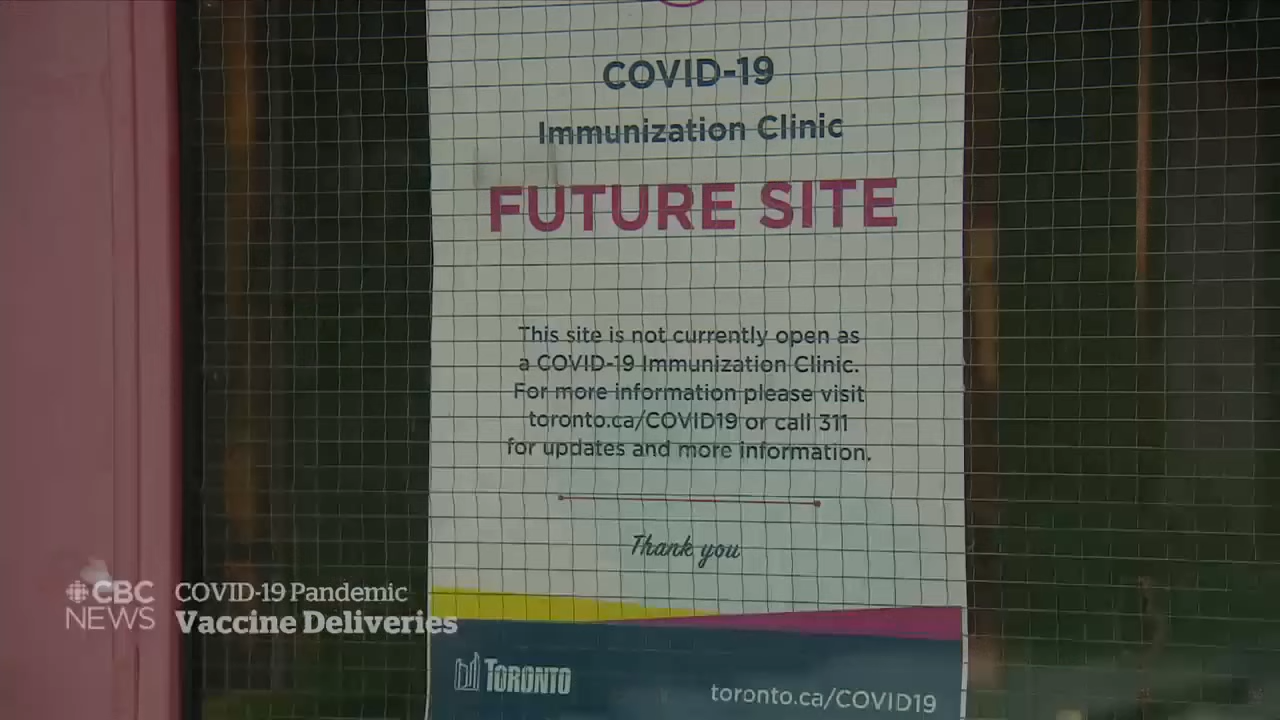 COVID-19
Immunization Clinic
FUTURE SITE
This site is not currently open as
a COVID-19 Immunization Clinic.
For more information please visit
toronto.ca/COVID19 or call 311
for updates and more information.
Thank you
TORONTO
toronto.ca/COVID19
CBC
NEWS
COVID-19 Pandemic
Vaccine Deliveries